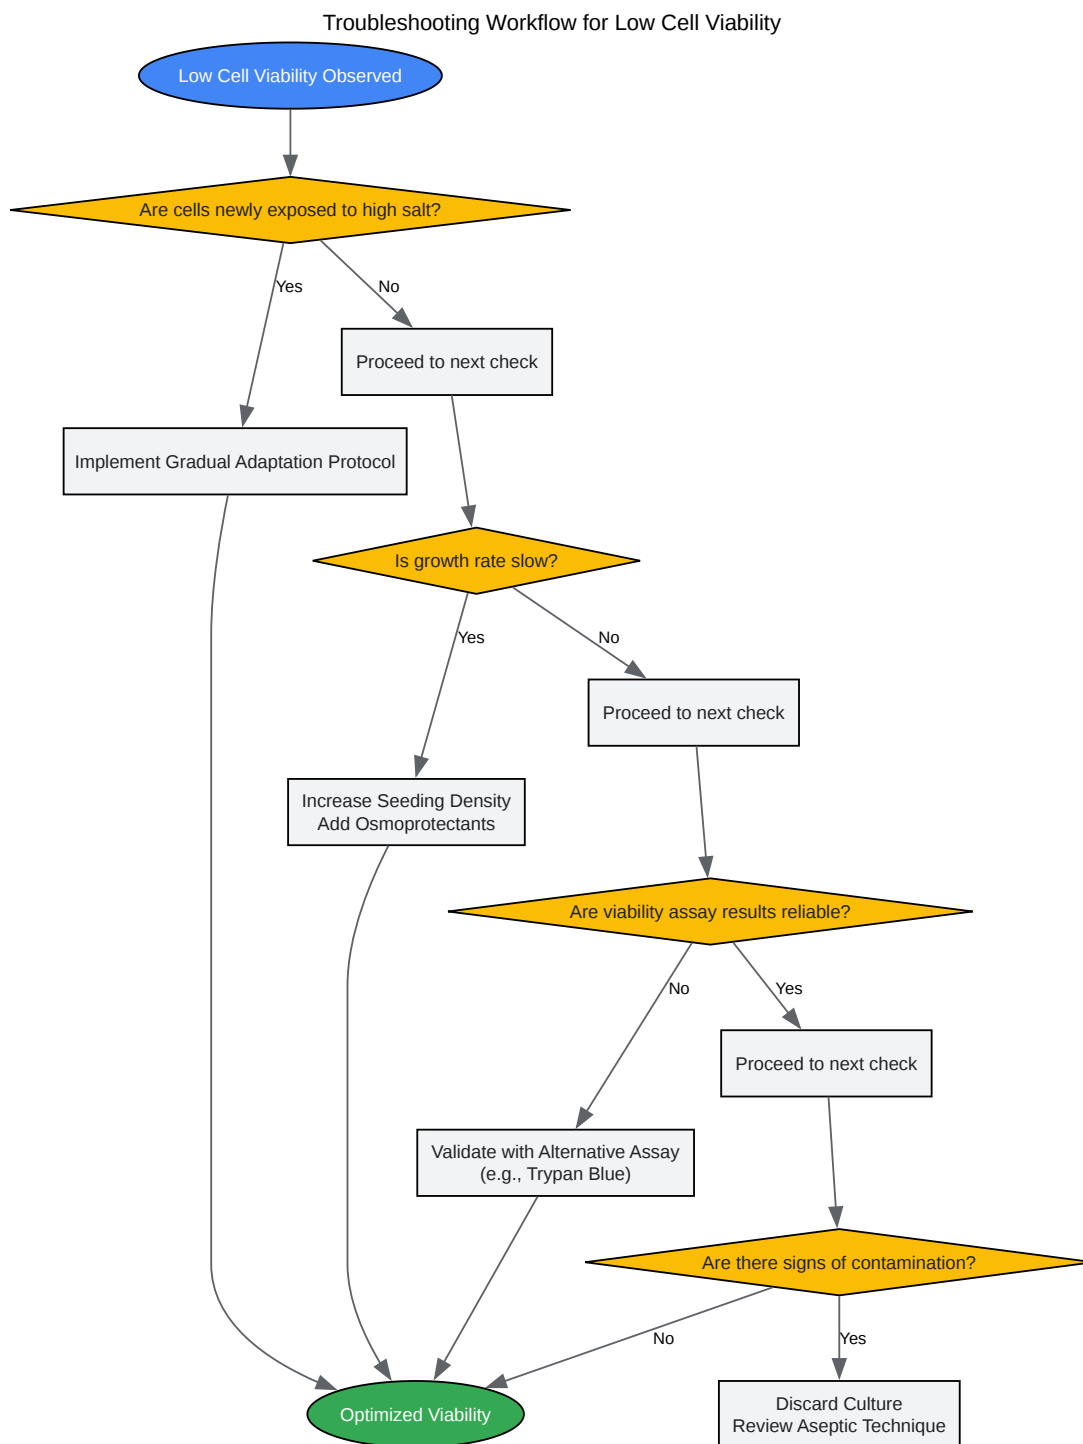 Troubleshooting Workflow for Low Cell Viability
Low Cell Viability Observed
Are cells newly exposed to high salt?
Yes
No
Proceed to next check
Implement Gradual Adaptation Protocol
Is growth rate slow?
Yes
No
Proceed to next check
Increase Seeding Density
Add Osmoprotectants
Are viability assay results reliable?
No
Yes
Proceed to next check
Validate with Alternative Assay
(e.g., Trypan Blue)
Are there signs of contamination?
No
Yes
Optimized Viability
Discard Culture
Review Aseptic Technique